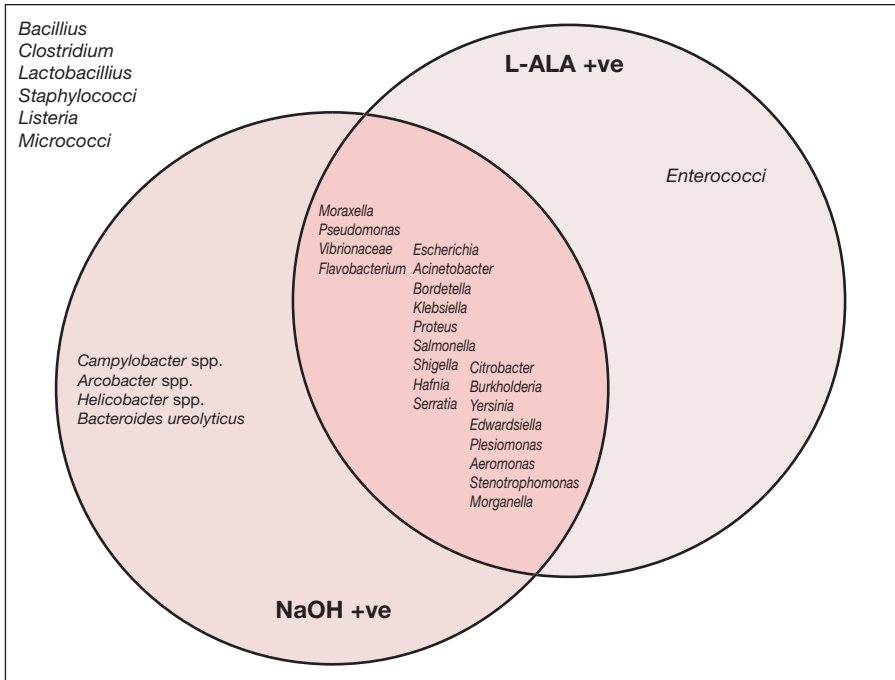 Bacillius
Clostridium
Lactobacillius
Staphylococci
Listeria
Micrococci
L-ALA +ve
Enterococci
Moraxella
Pseudomonas
Vibrionaceae
Flavobacterium
Escherichia
Acinetobacter
Bordetella
Klebsiella
Proteus
Salmonella
Shigella
Hafnia
Serratia
Citrobacter
Burkholderia
Yersinia
Edwardsiella
Plesiomonas
Aeromonas
Stenotrophomonas
Morganella
Campylobacter spp.
Arcobacter spp.
Helicobacter spp.
Bacteroides ureolyticus
NaOH +ve